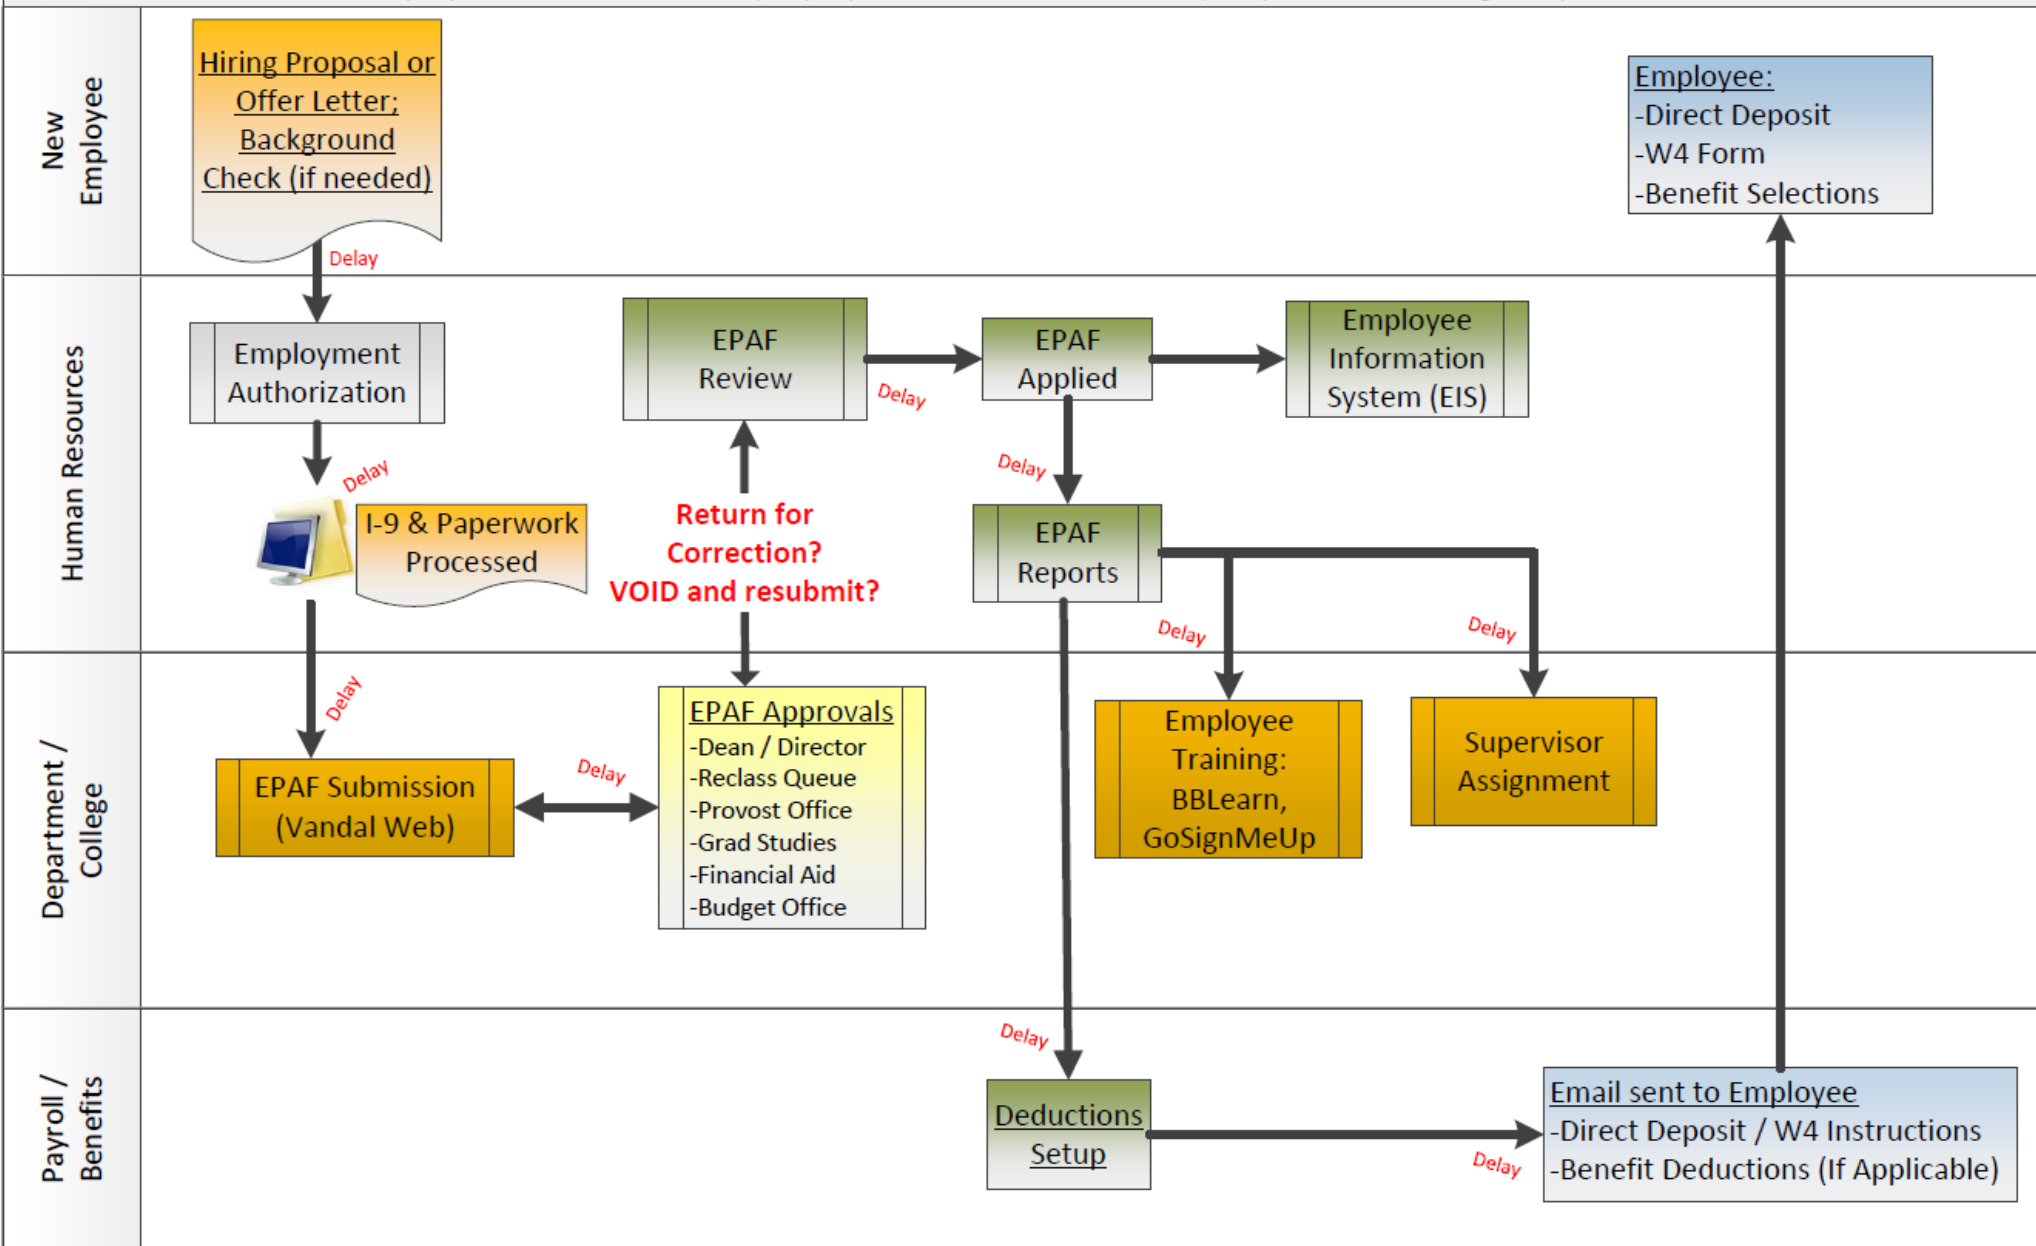 New
Employee
Hiring Proposal or
Offer Letter;
Background
Check (if needed)
Delay
Employee:
-Direct Deposit
-W4 Form
-Benefit Selections
Human Resources
Employment
Authorization
Delay
I-9 & Paperwork
Processed
EPAF
Review
Delay
EPAF
Applied
Employee
Information
System (EIS)
Return for
Correction?
VOID and resubmit?
Delay
EPAF
Reports
Delay
Delay
Department /
College
Delay
EPAF Submission
(Vandal Web)
Delay
EPAF Approvals
-Dean / Director
-Reclass Queue
-Provost Office
-Grad Studies
-Financial Aid
-Budget Office
Employee
Training:
BBLearn,
GoSignMeUp
Supervisor
Assignment
Payroll /
Benefits
Delay
Deductions
Setup
Delay
Email sent to Employee
-Direct Deposit / W4 Instructions
-Benefit Deductions (If Applicable)